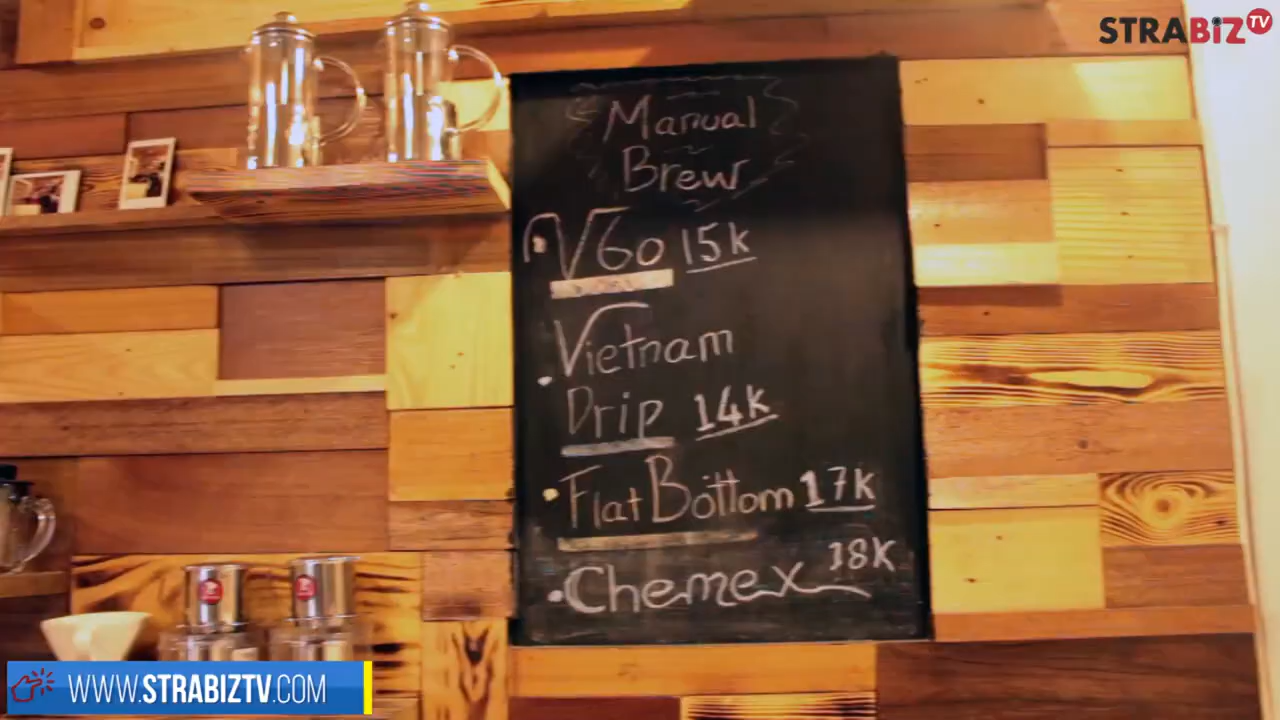 STRABIZ TV
Manual
Brew
V60 15K
Vietnam
Drip 14K
Flat Bottom 17K
Chemex 18K
WWW.STRABIZTV.COM